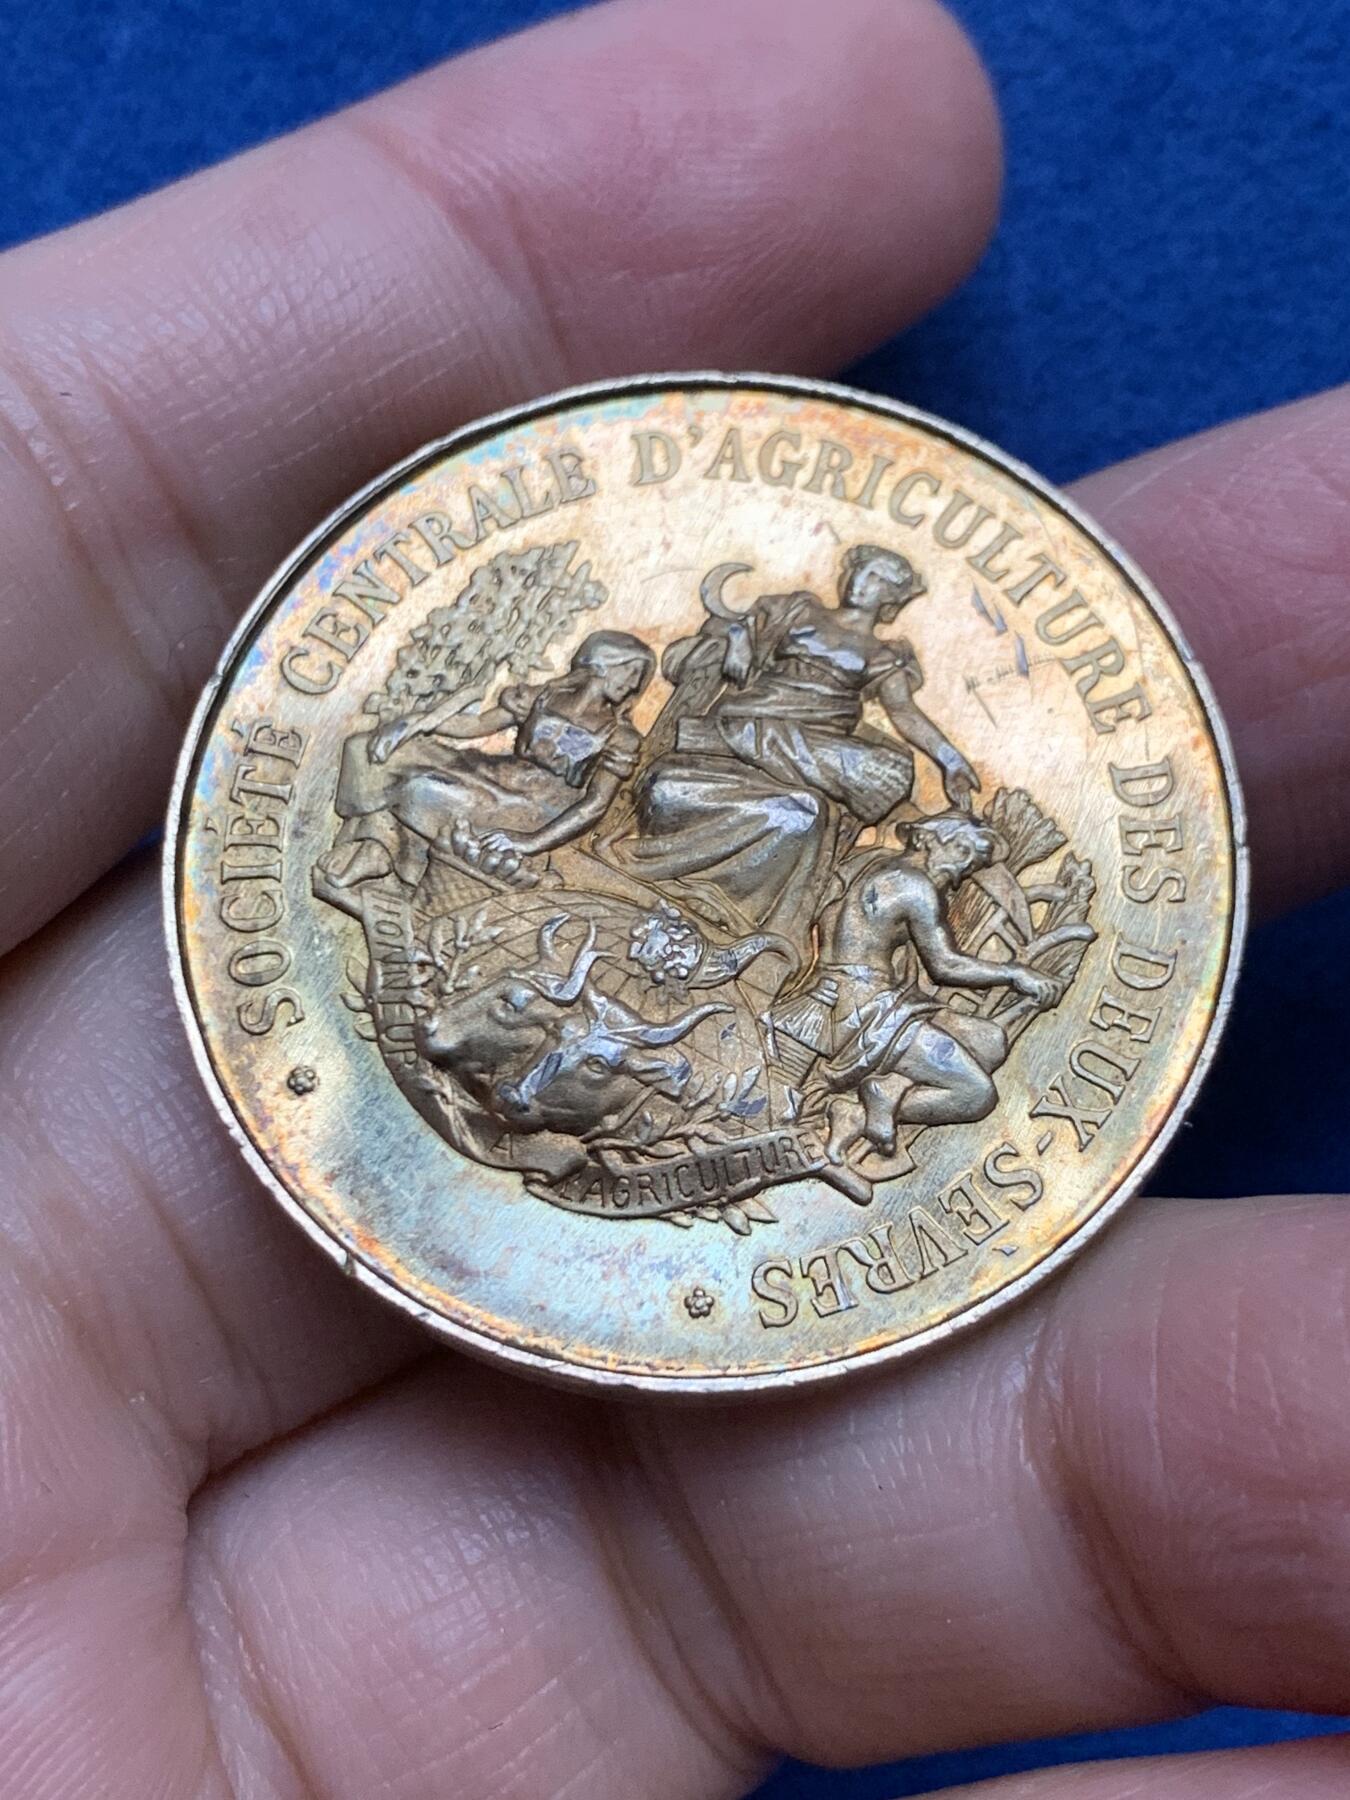 SOCIÉTÉ CENTRALE D'AGRICULTURE DES DEUX-SÈVRES
HONNEUR
A
L'AGRICULTURE